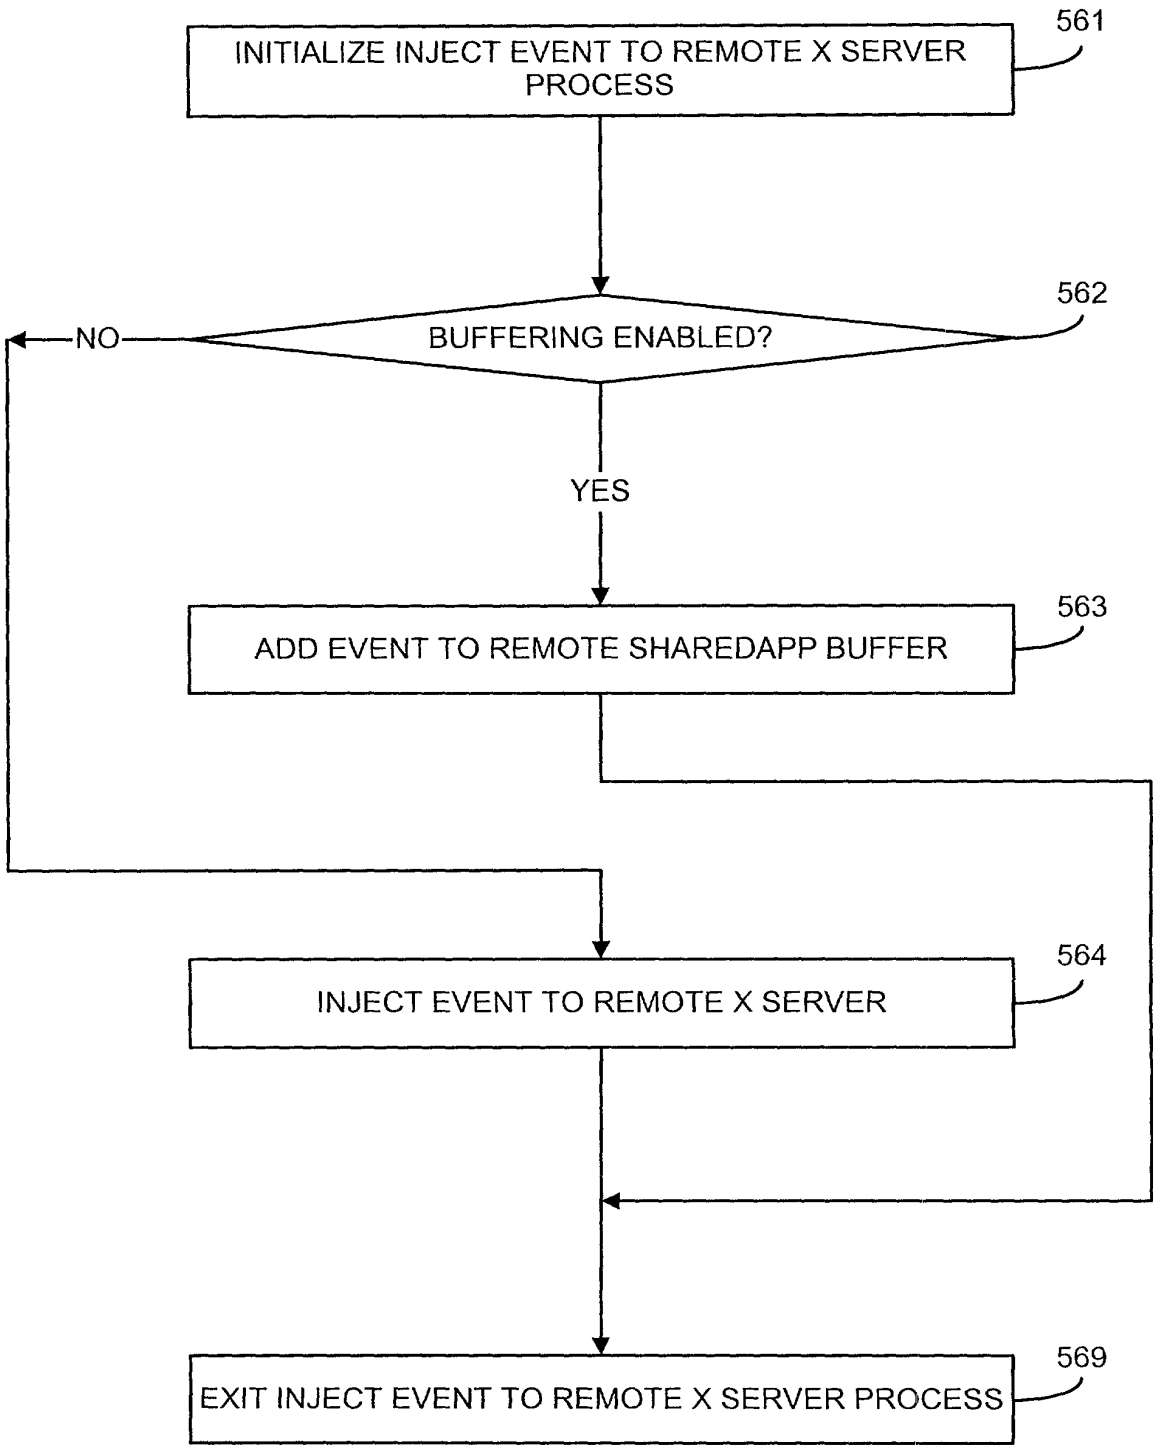 561
INITIALIZE INJECT EVENT TO REMOTE X SERVER
PROCESS
562
NO
BUFFERING ENABLED?
YES
563
ADD EVENT TO REMOTE SHAREDAPP BUFFER
564
INJECT EVENT TO REMOTE X SERVER
569
EXIT INJECT EVENT TO REMOTE X SERVER PROCESS